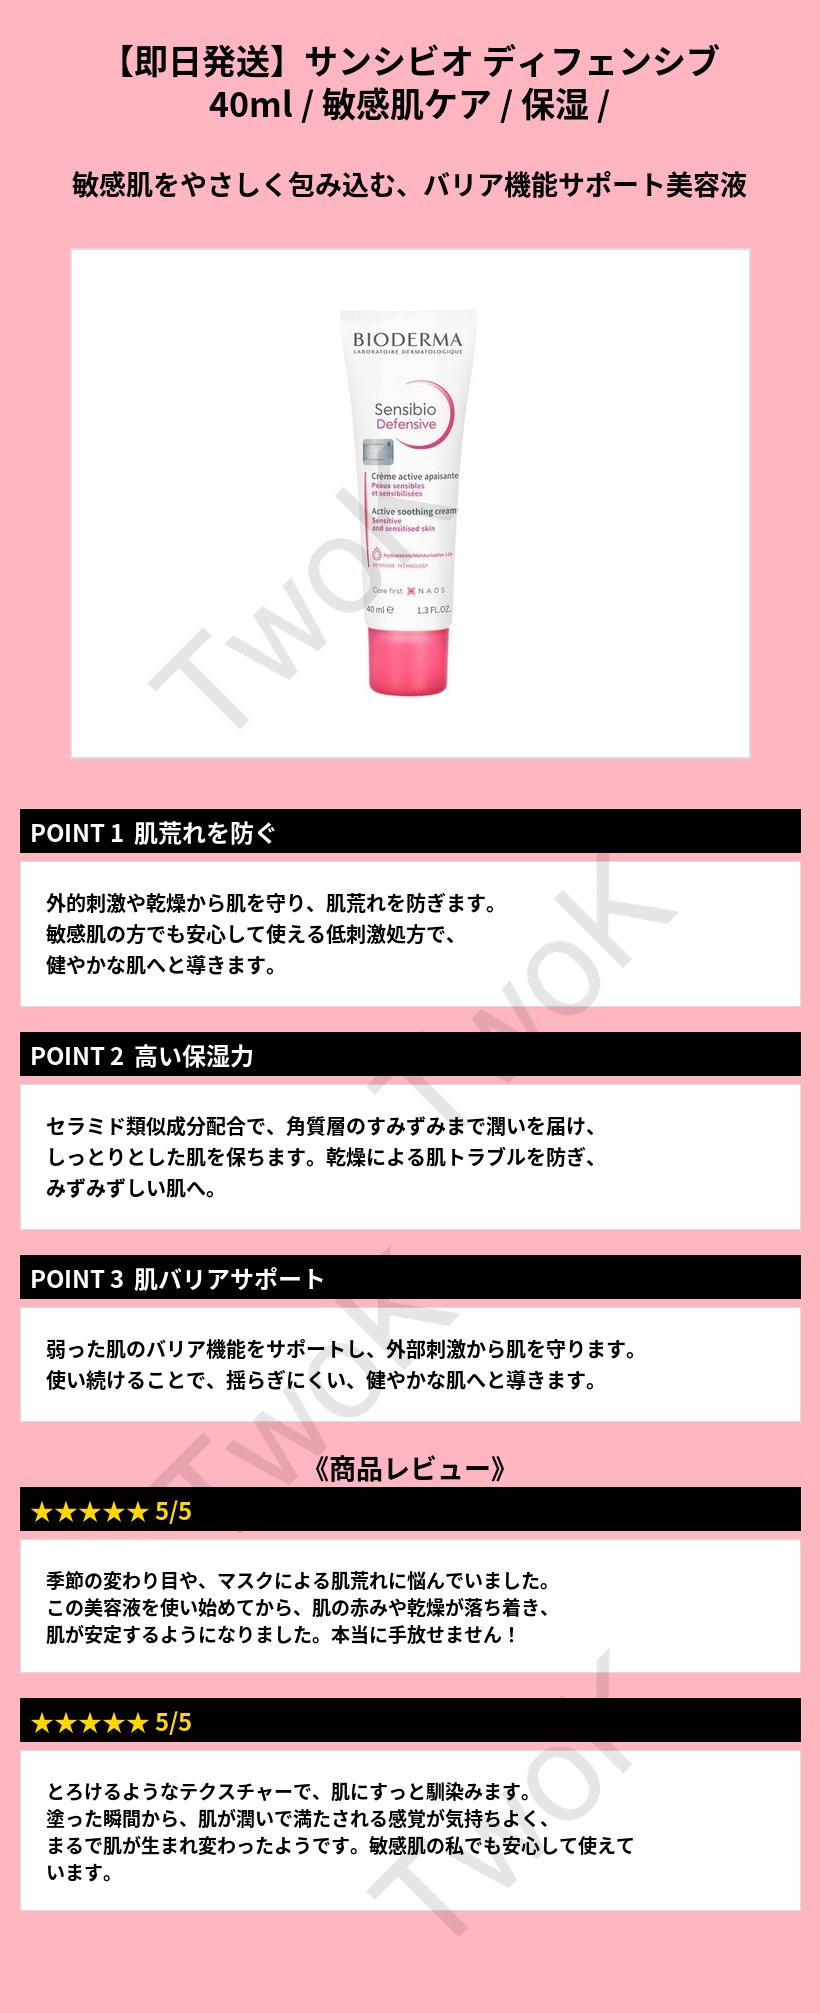 【即日発送】サンシビオ ディフェンシブ
40ml / 敏感肌ケア / 保湿 /
敏感肌をやさしく包み込む、バリア機能サポート美容液
BIODERMA
LABORATOIRE DERMATOLOGIQUE
Sensibio
Defensive
Crème active apaisante
Peaux sensibles
et sensibilisées
Active soothing cream
Sensitive
and sensitised skin
Hydratation/Moisturisation 12h
DEFENSIVE TECHNOLOGY
Care first. NAOS
40 ml ℮ 1.3 FL.OZ.
TwoK
POINT 1 肌荒れを防ぐ
外的刺激や乾燥から肌を守り、肌荒れを防ぎます。
敏感肌の方でも安心して使える低刺激処方で、
健やかな肌へと導きます。
TwoK
POINT 2 高い保湿力
セラミド類似成分配合で、角質層のすみずみまで潤いを届け、
しっとりとした肌を保ちます。乾燥による肌トラブルを防ぎ、
みずみずしい肌へ。
POINT 3 肌バリアサポート
弱った肌のバリア機能をサポートし、外部刺激から肌を守ります。
使い続けることで、揺らぎにくい、健やかな肌へと導きます。
TwoK
《商品レビュー》
★★★★★ 5/5
季節の変わり目や、マスクによる肌荒れに悩んでいました。
この美容液を使い始めてから、肌の赤みや乾燥が落ち着き、
肌が安定するようになりました。本当に手放せません！
★★★★★ 5/5
とろけるようなテクスチャーで、肌にすっと馴染みます。
塗った瞬間から、肌が潤いで満たされる感覚が気持ちよく、
まるで肌が生まれ変わったようです。敏感肌の私でも安心して使えて
います。
TwoK